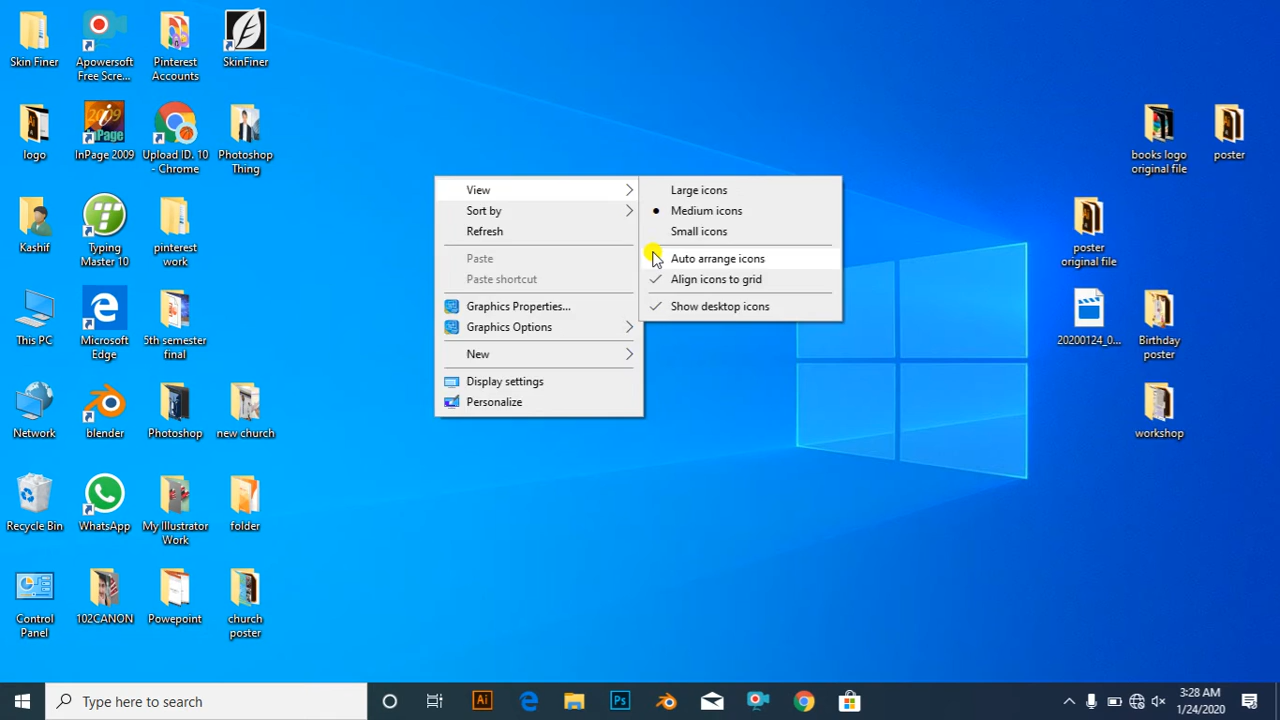 Skin Finer
Apowersoft
Free Scre...
Pinterest
Accounts
SkinFiner
logo
2009
inPage
InPage 2009
Upload ID. 10
- Chrome
Photoshop
Thing
Kashif
Typing
Master 10
pinterest
work
This PC
Microsoft
Edge
5th semester
final
Network
blender
Photoshop
new church
Recycle Bin
WhatsApp
My Illustrator
Work
folder
Control
Panel
102CANON
Powepoint
church
poster
View
Sort by
Refresh
Paste
Paste shortcut
Graphics Properties...
Graphics Options
New
Display settings
Personalize
Large icons
Medium icons
Small icons
Auto arrange icons
Align icons to grid
Show desktop icons
books logo
original file
poster
poster
original file
20200124_0...
Birthday
poster
workshop
Type here to search
Ai
Ps
3:28 AM
1/24/2020